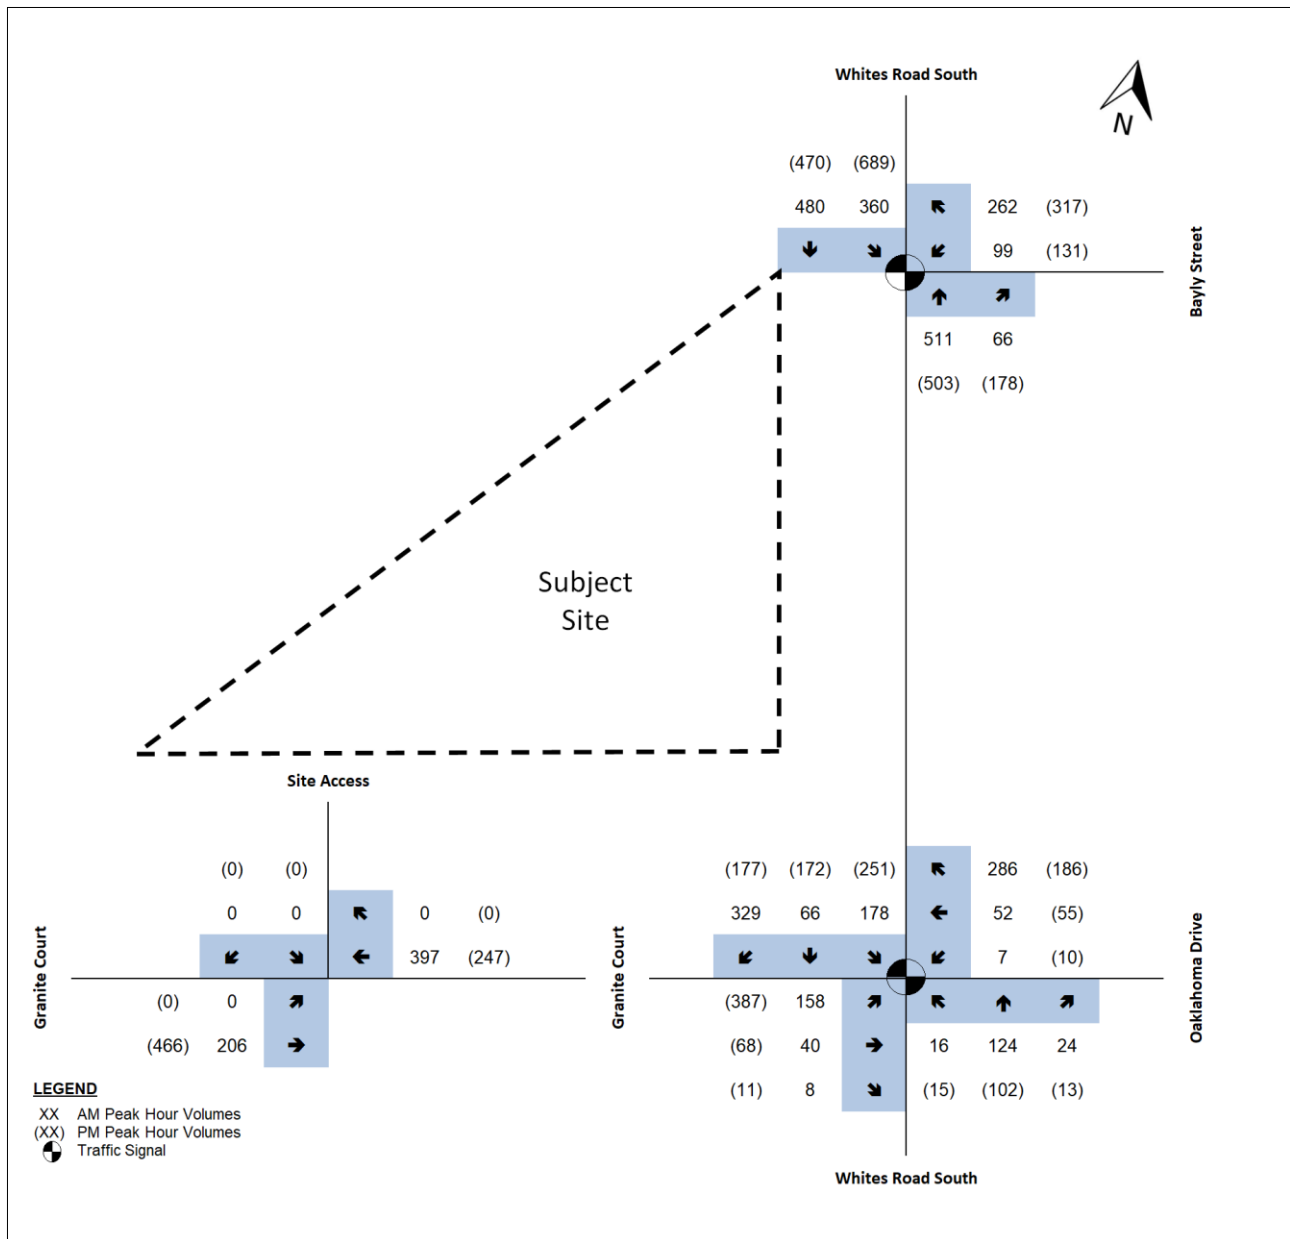 Whites Road South
N
(470) (689)
480 360 262 (317)
99 (131)
Bayly Street
511 66
(503) (178)
Subject
Site
Site Access
(0) (0)
0 0 0 (0)
397 (247)
Granite Court
(0) 0
(466) 206
(177) (172) (251) 286 (186)
329 66 178 52 (55)
7 (10)
Granite Court
Oaklahoma Drive
(387) 158
(68) 40 16 124 24
(11) 8 (15) (102) (13)
Whites Road South
LEGEND
XX AM Peak Hour Volumes
(XX) PM Peak Hour Volumes
Traffic Signal